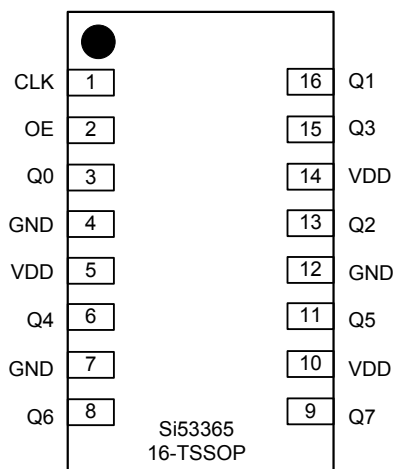 CLK 1 16 Q1
OE 2 15 Q3
Q0 3 14 VDD
GND 4 13 Q2
VDD 5 12 GND
Q4 6 11 Q5
GND 7 10 VDD
Q6 8 9 Q7
Si53365
16-TSSOP